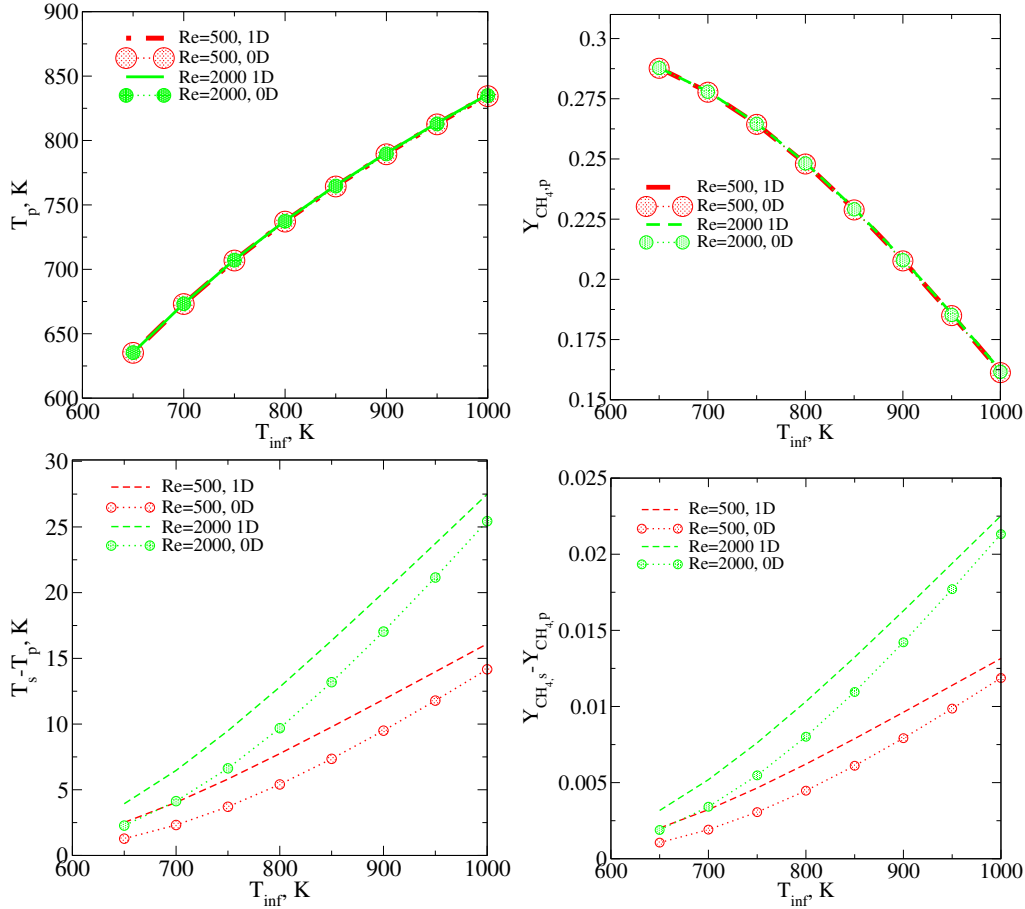 900
850
800
750
700
650
600
T_p, K
Re=500, 1D
Re=500, 0D
Re=2000 1D
Re=2000, 0D
600 700 800 900 1000
T_inf, K
0.3
0.275
0.25
0.225
0.2
0.175
0.15
Y_CH_4,p
Re=500, 1D
Re=500, 0D
Re=2000 1D
Re=2000, 0D
600 700 800 900 1000
T_inf, K
30
25
20
15
10
5
0
T_s-T_p, K
Re=500, 1D
Re=500, 0D
Re=2000 1D
Re=2000, 0D
600 700 800 900 1000
T_inf, K
0.025
0.02
0.015
0.01
0.005
0
Y_CH_4,s-Y_CH_4,p
Re=500, 1D
Re=500, 0D
Re=2000 1D
Re=2000, 0D
600 700 800 900 1000
T_inf, K